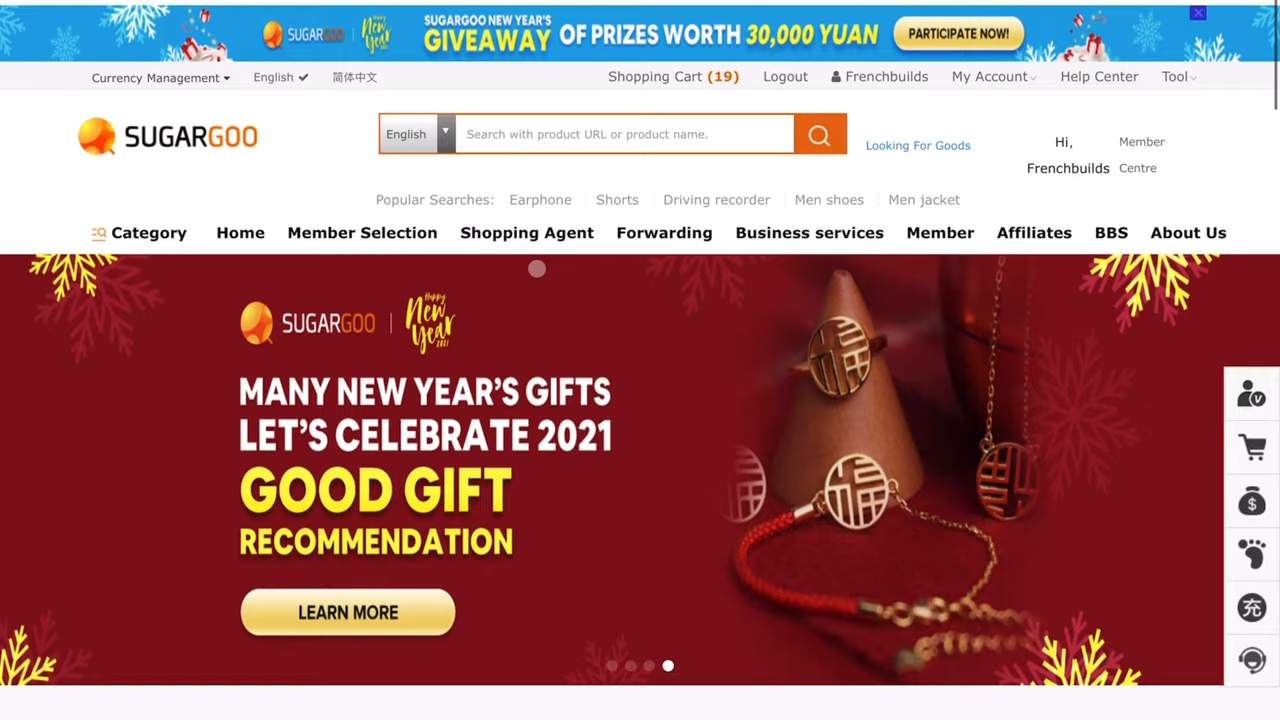 SUGARGOO
Happy New Year
SUGARGOO NEW YEAR'S
GIVEAWAY OF PRIZES WORTH 30,000 YUAN
PARTICIPATE NOW!
Currency Management
English
简体中文
Shopping Cart (19)
Logout
Frenchbuilds
My Account
Help Center
Tool
SUGARGOO
English
Search with product URL or product name.
Looking For Goods
Hi,
Frenchbuilds
Member
Centre
Popular Searches: Earphone Shorts Driving recorder Men shoes Men jacket
Category Home Member Selection Shopping Agent Forwarding Business services Member Affiliates BBS About Us
SUGARGOO
Happy
New
Year
2021
MANY NEW YEAR'S GIFTS
LET'S CELEBRATE 2021
GOOD GIFT
RECOMMENDATION
LEARN MORE
福
福
V
$
充